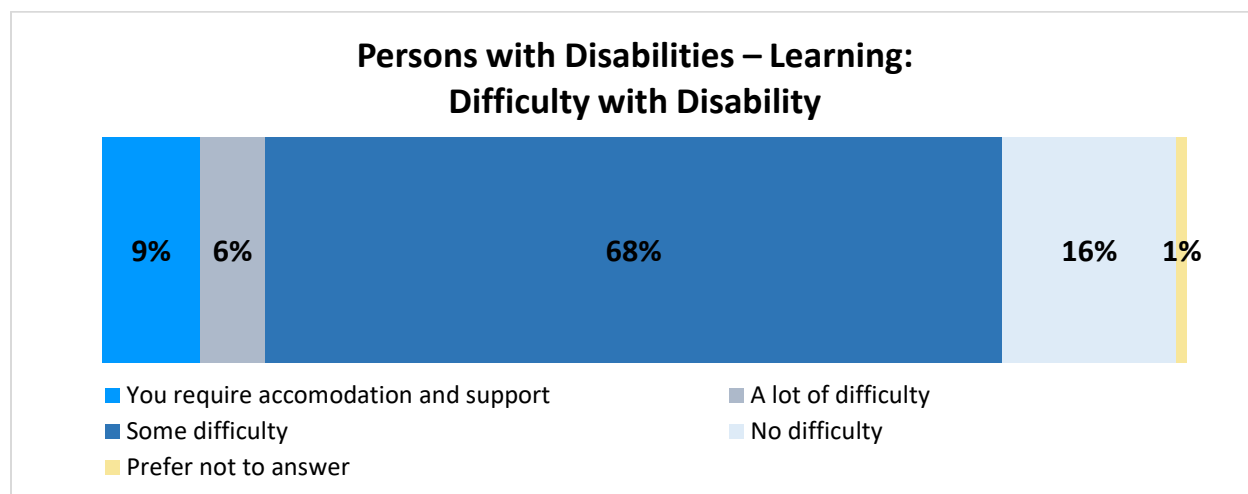 Persons with Disabilities – Learning:
Difficulty with Disability
9% 6% 68% 16% 1%
You require accomodation and support A lot of difficulty
Some difficulty No difficulty
Prefer not to answer